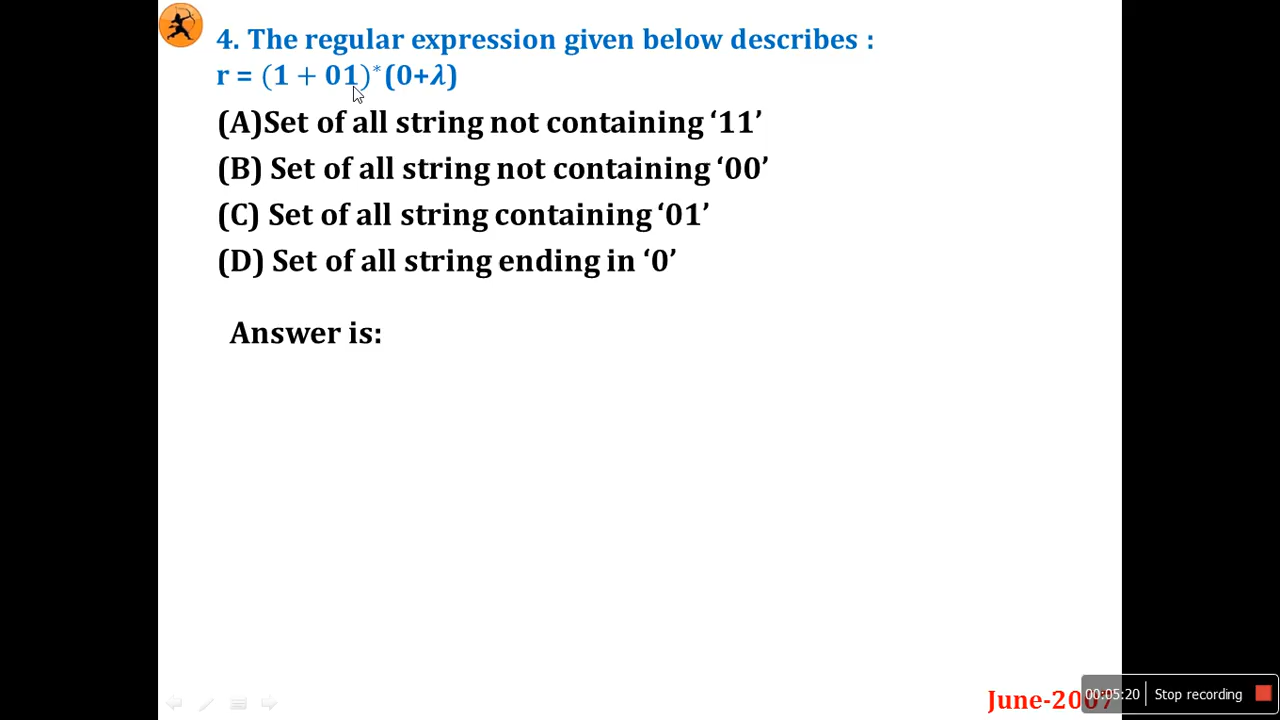 4. The regular expression given below describes :
r = (1 + 01)*(0+λ)
(A)Set of all string not containing ‘11’
(B) Set of all string not containing ‘00’
(C) Set of all string containing ‘01’
(D) Set of all string ending in ‘0’
Answer is:
June-2007
00:05:20
Stop recording